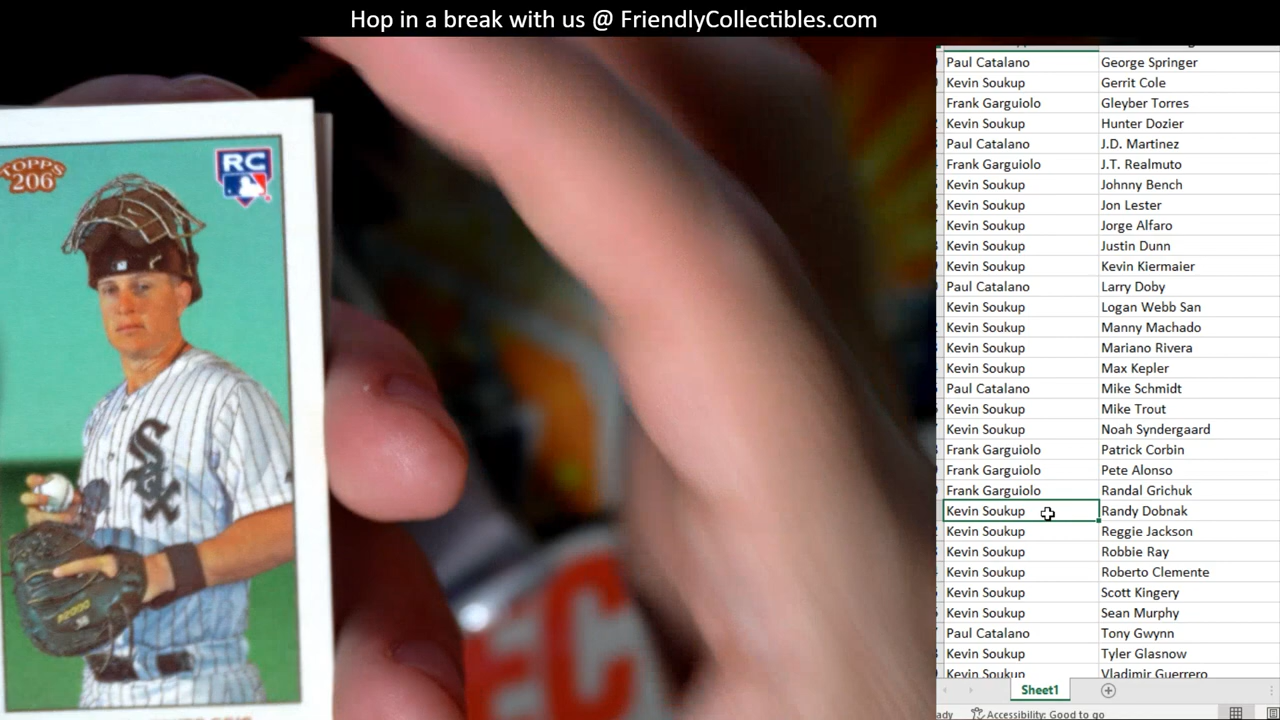 Hop in a break with us @ FriendlyCollectibles.com
TOPPS
206
RC
Sox
EC
Paul Catalano George Springer
Kevin Soukup Gerrit Cole
Frank Garguiolo Gleyber Torres
Kevin Soukup Hunter Dozier
Paul Catalano J.D. Martinez
Frank Garguiolo J.T. Realmuto
Kevin Soukup Johnny Bench
Kevin Soukup Jon Lester
Kevin Soukup Jorge Alfaro
Kevin Soukup Justin Dunn
Kevin Soukup Kevin Kiermaier
Paul Catalano Larry Doby
Kevin Soukup Logan Webb San
Kevin Soukup Manny Machado
Kevin Soukup Mariano Rivera
Kevin Soukup Max Kepler
Paul Catalano Mike Schmidt
Kevin Soukup Mike Trout
Kevin Soukup Noah Syndergaard
Frank Garguiolo Patrick Corbin
Frank Garguiolo Pete Alonso
Frank Garguiolo Randal Grichuk
Kevin Soukup Randy Dobnak
Kevin Soukup Reggie Jackson
Kevin Soukup Robbie Ray
Kevin Soukup Roberto Clemente
Kevin Soukup Scott Kingery
Kevin Soukup Sean Murphy
Paul Catalano Tony Gwynn
Kevin Soukup Tyler Glasnow
Kevin Soukup Vladimir Guerrero
Sheet1
ady Accessibility: Good to go